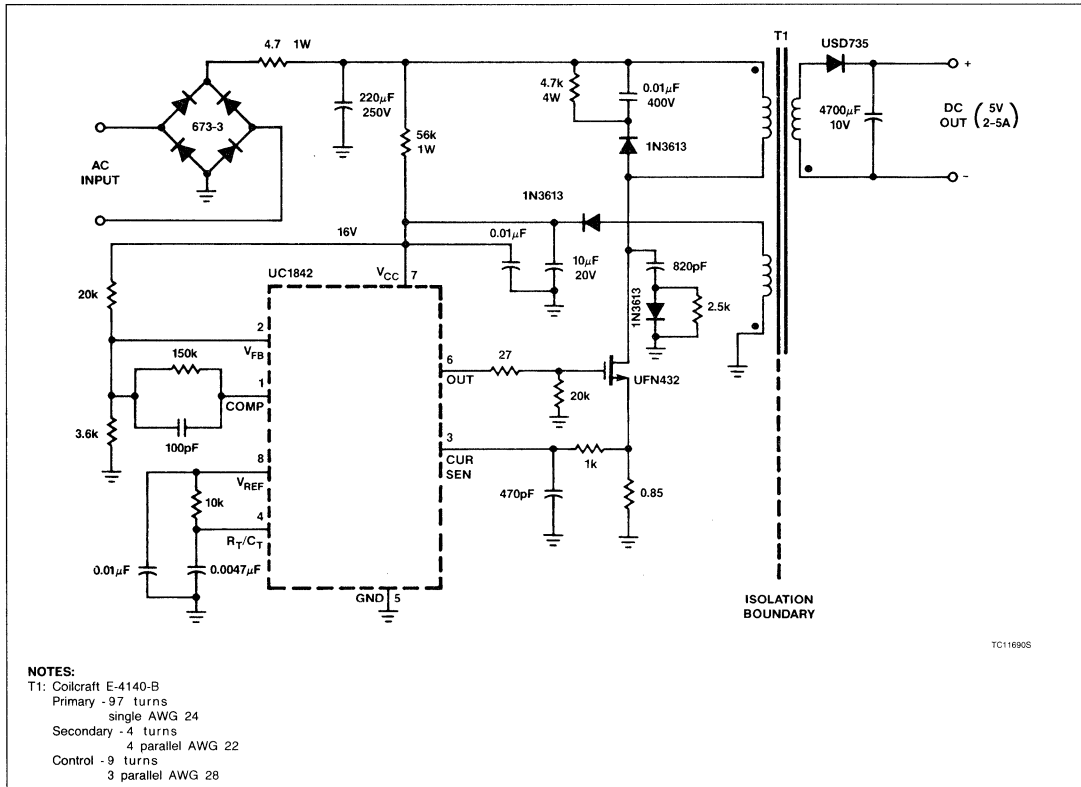 T1
4.7 1W
USD735
673-3
220µF
250V
4.7k
4W
0.01µF
400V
56k
1W
1N3613
4700µF
10V
+
DC
OUT
(5V
2-5A)
–
AC
INPUT
1N3613
16V
0.01µF
10µF
20V
820pF
1N3613
2.5k
UC1842
VCC 7
20k
2
VFB
150k
1
COMP
100pF
3.6k
6
OUT
27
20k
UFN432
3
CUR
SEN
1k
470pF
0.85
8
VREF
10k
4
RT/CT
0.01µF
0.0047µF
GND 5
ISOLATION
BOUNDARY
TC11690S
NOTES:
T1: Coilcraft E-4140-B
Primary - 97 turns
single AWG 24
Secondary - 4 turns
4 parallel AWG 22
Control - 9 turns
3 parallel AWG 28